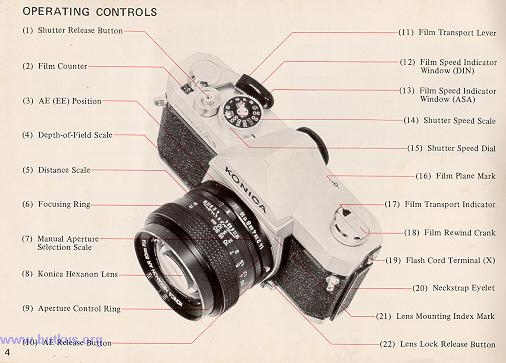 OPERATING CONTROLS
(1) Shutter Release Button
(2) Film Counter
(3) AE (EE) Position
(4) Depth-of-Field Scale
(5) Distance Scale
(6) Focusing Ring
(7) Manual Aperture
Selection Scale
(8) Konica Hexanon Lens
(9) Aperture Control Ring
(10) AE Release Button
(11) Film Transport Lever
(12) Film Speed Indicator
Window (DIN)
(13) Film Speed Indicator
Window (ASA)
(14) Shutter Speed Scale
(15) Shutter Speed Dial
(16) Film Plane Mark
(17) Film Transport Indicator
(18) Film Rewind Crank
(19) Flash Cord Terminal (X)
(20) Neckstrap Eyelet
(21) Lens Mounting Index Mark
(22) Lens Lock Release Button
KONICA
www.butkus.org
4